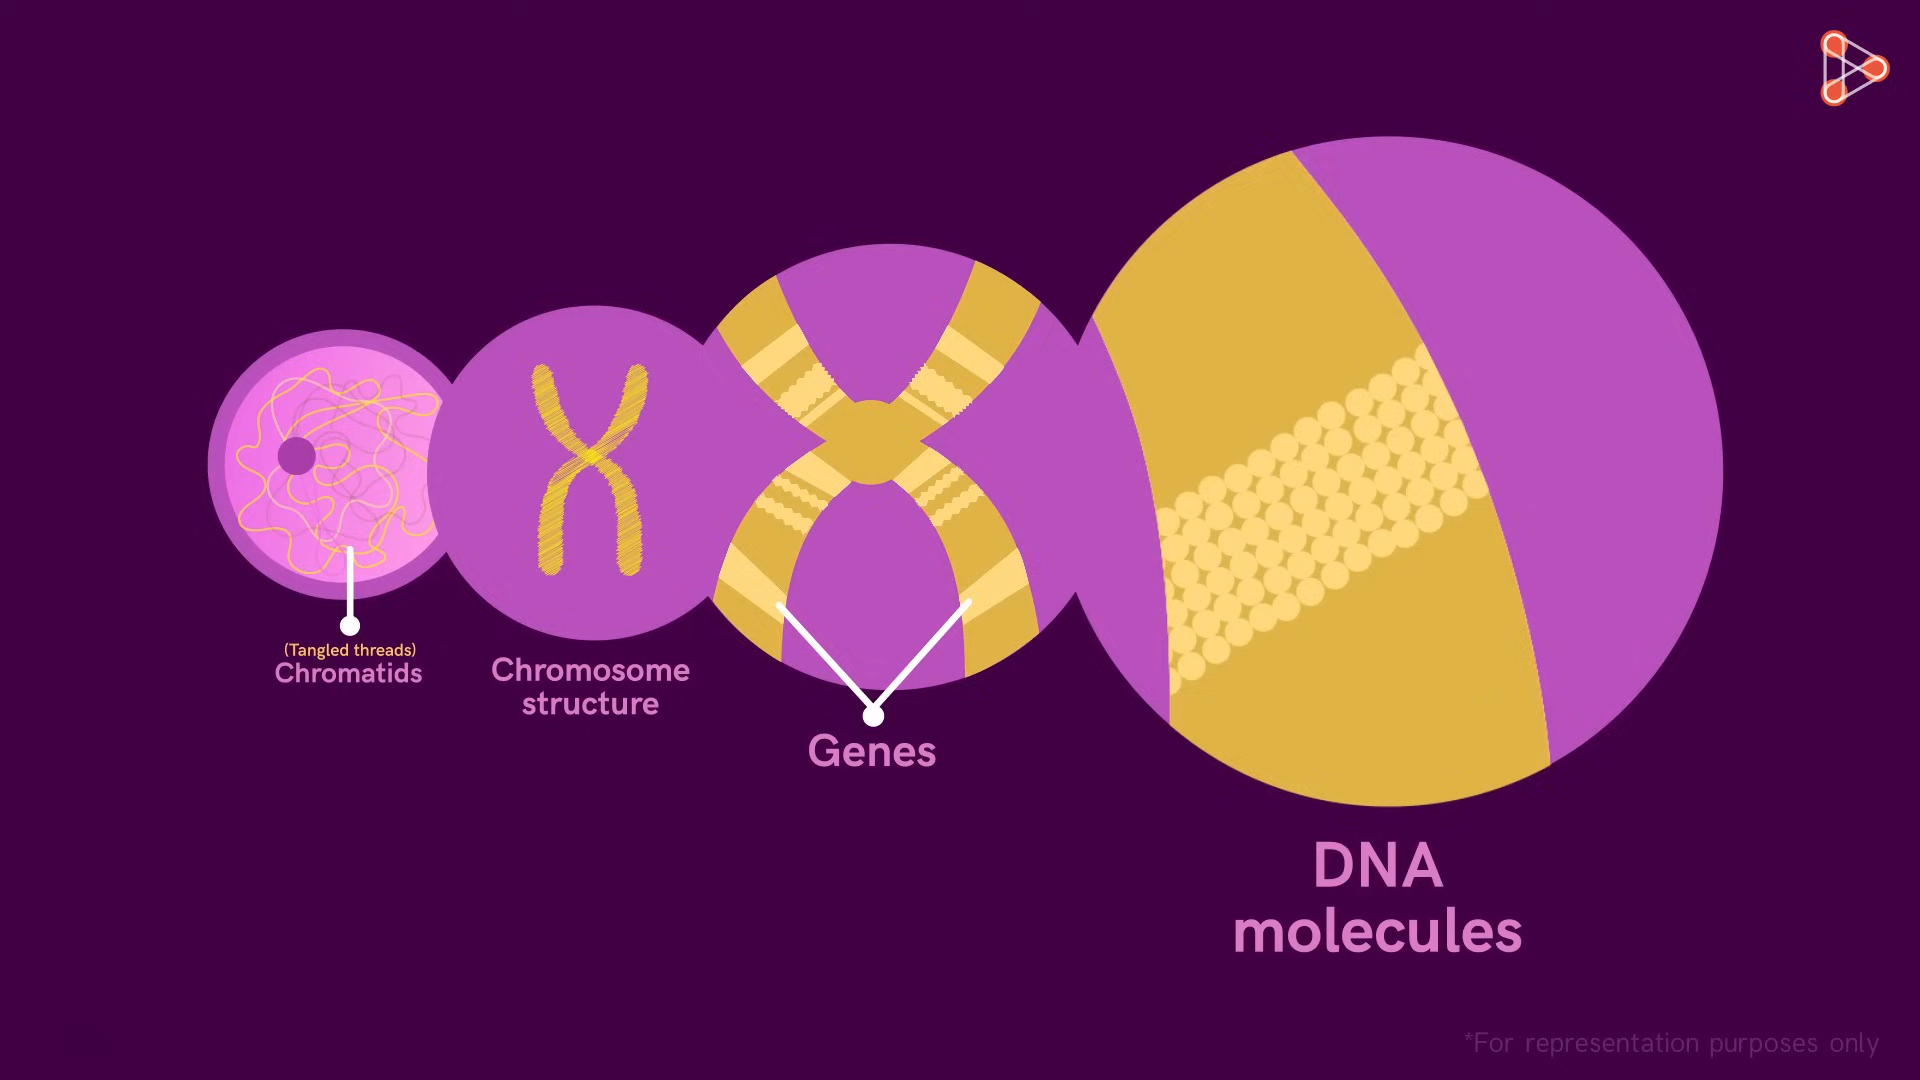 (Tangled threads)
Chromatids
Chromosome
structure
Genes
DNA
molecules
*For representation purposes only